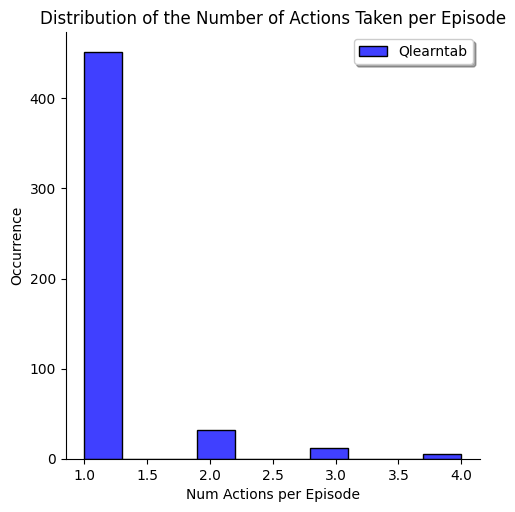 Distribution of the Number of Actions Taken per Episode
Qlearntab
Occurrence
400
300
200
100
0
1.0 1.5 2.0 2.5 3.0 3.5 4.0
Num Actions per Episode